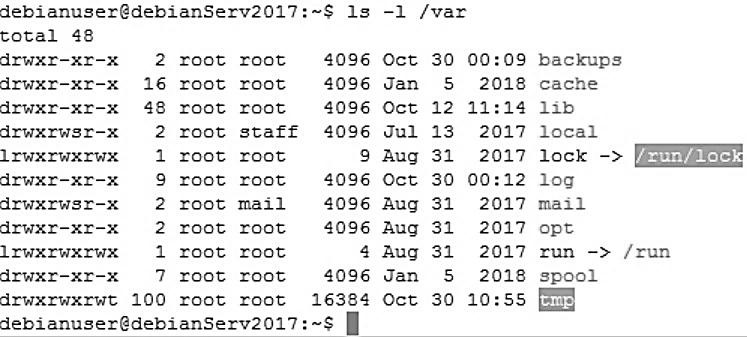 debianuser@debianServ2017:~$ ls -l /var
total 48
drwxr-xr-x   2 root root   4096 Oct 30 00:09 backups
drwxr-xr-x  16 root root   4096 Jan  5  2018 cache
drwxr-xr-x  48 root root   4096 Oct 12 11:14 lib
drwxrwsr-x   2 root staff  4096 Jul 13  2017 local
lrwxrwxrwx   1 root root      9 Aug 31  2017 lock -> /run/lock
drwxr-xr-x   9 root root   4096 Oct 30 00:12 log
drwxrwsr-x   2 root mail   4096 Aug 31  2017 mail
drwxr-xr-x   2 root root   4096 Aug 31  2017 opt
lrwxrwxrwx   1 root root      4 Aug 31  2017 run -> /run
drwxr-xr-x   7 root root   4096 Jan  5  2018 spool
drwxrwxrwt 100 root root  16384 Oct 30 10:55 tmp
debianuser@debianServ2017:~$